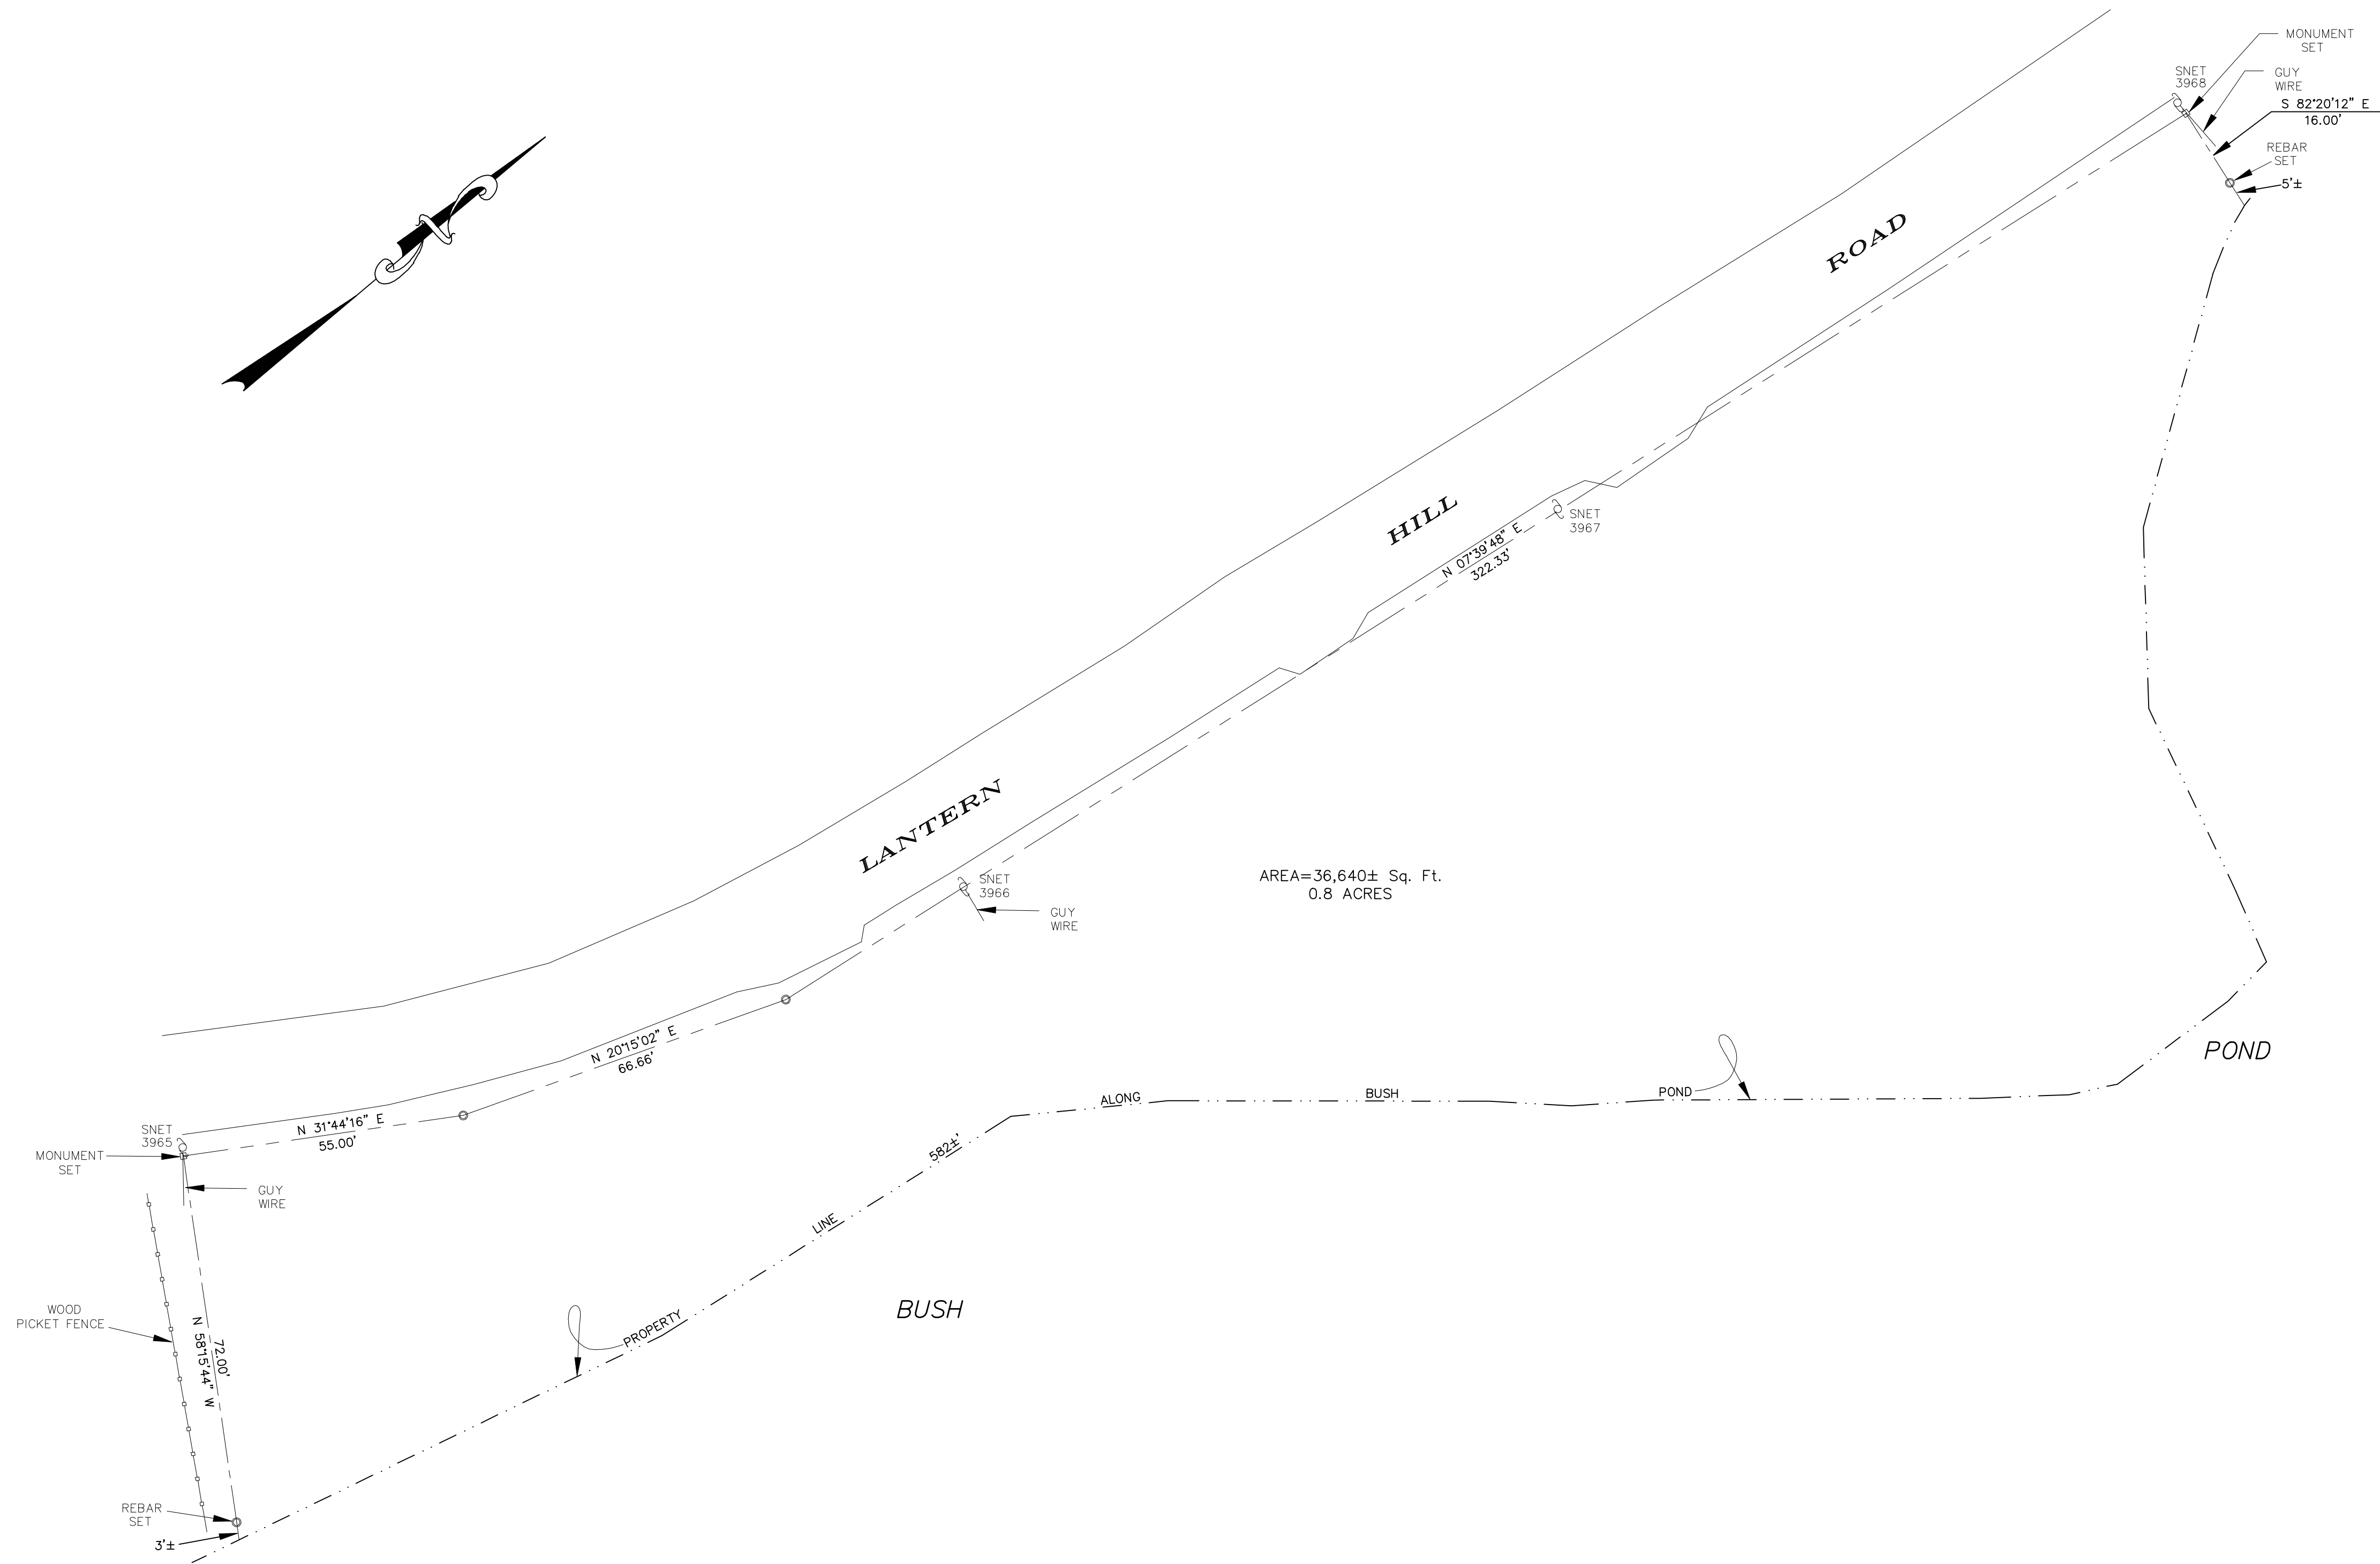 MONUMENT
SET
SNET
3968
GUY
WIRE
S 82°20'12" E
16.00'
REBAR
SET
5'±
ROAD
HILL
SNET
3967
N 07°39'48" E
322.33'
LANTERN
SNET
3966
GUY
WIRE
AREA=36,640± Sq. Ft.
0.8 ACRES
N 20°15'02" E
66.66'
N 31°44'16" E
55.00'
SNET
3965
MONUMENT
SET
GUY
WIRE
WOOD
PICKET FENCE
72.00'
N 58°15'44" W
REBAR
SET
3'±
PROPERTY
LINE
582±'
ALONG
BUSH
POND
BUSH
POND